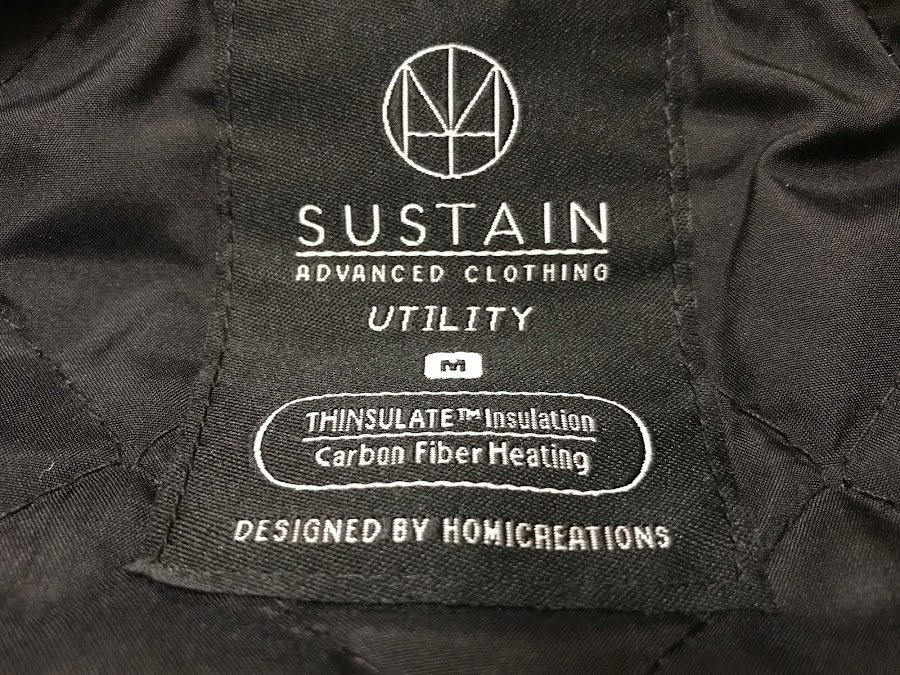 SUSTAIN
ADVANCED CLOTHING
UTILITY
M
THINSULATE™ Insulation
Carbon Fiber Heating
DESIGNED BY HOMICREATIONS